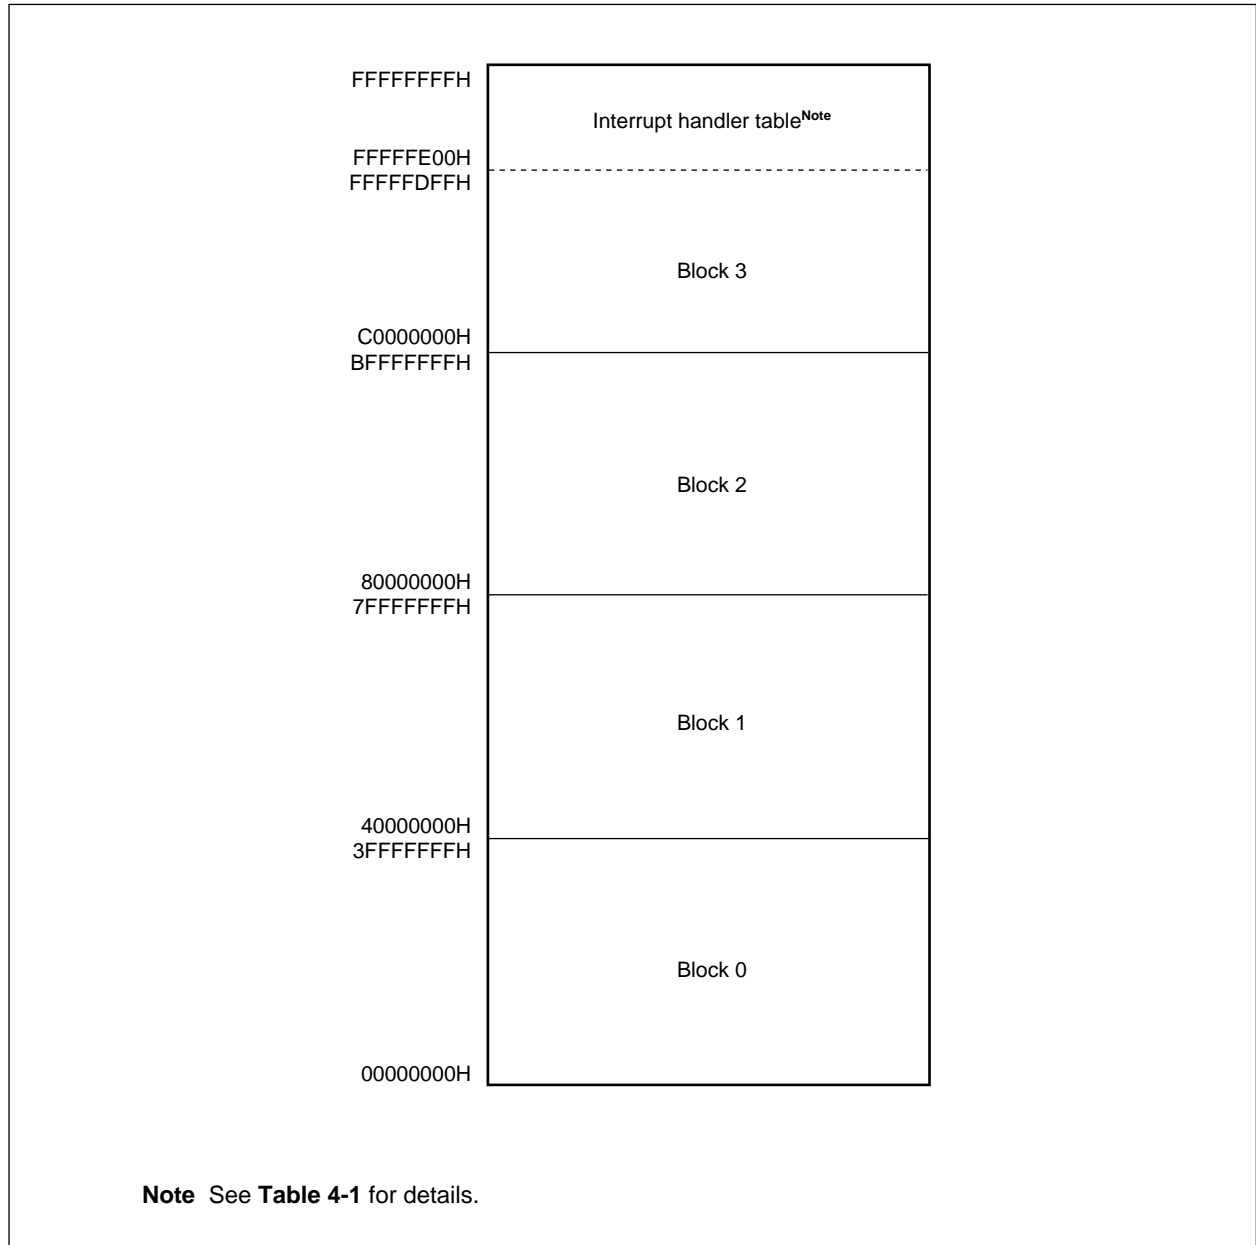 FFFFFFFFH
Interrupt handler tableNote
FFFFFE00H
FFFFFDFFH
Block 3
C0000000H
BFFFFFFFH
Block 2
80000000H
7FFFFFFFH
Block 1
40000000H
3FFFFFFFH
Block 0
00000000H
Note See Table 4-1 for details.